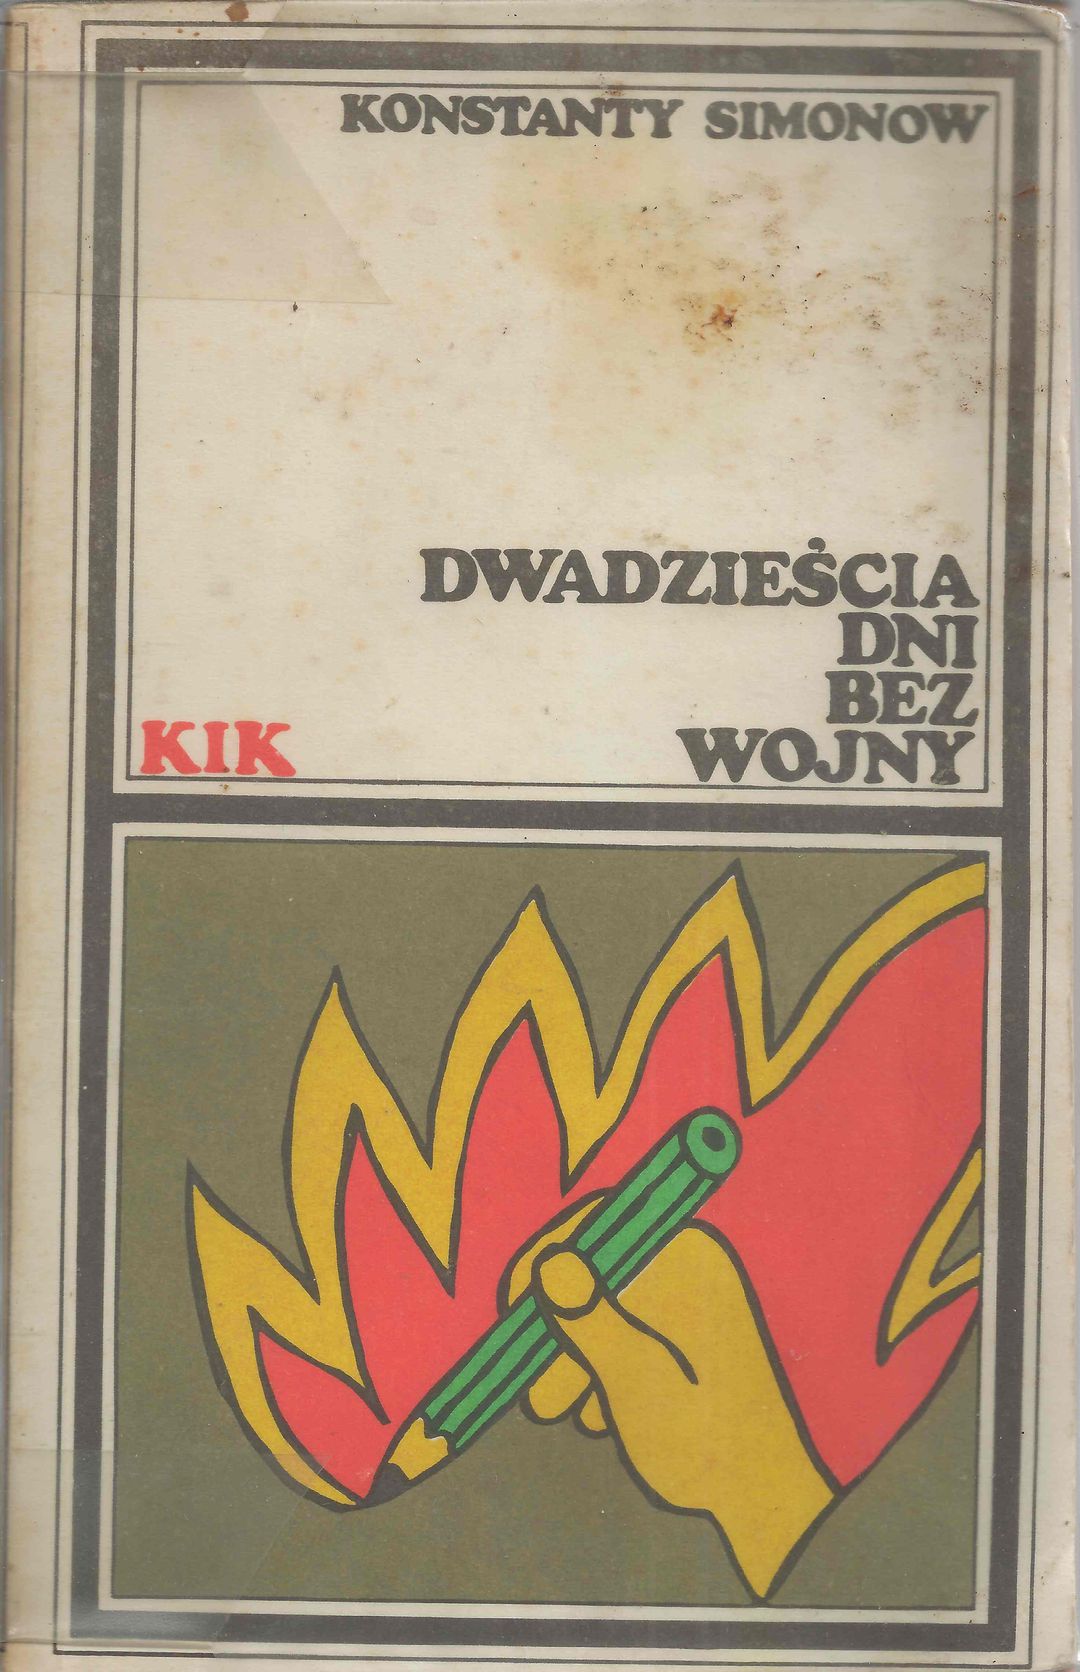 KONSTANTY SIMONOW
DWADZIEŚCIA
DNI
BEZ
WOJNY
KIK